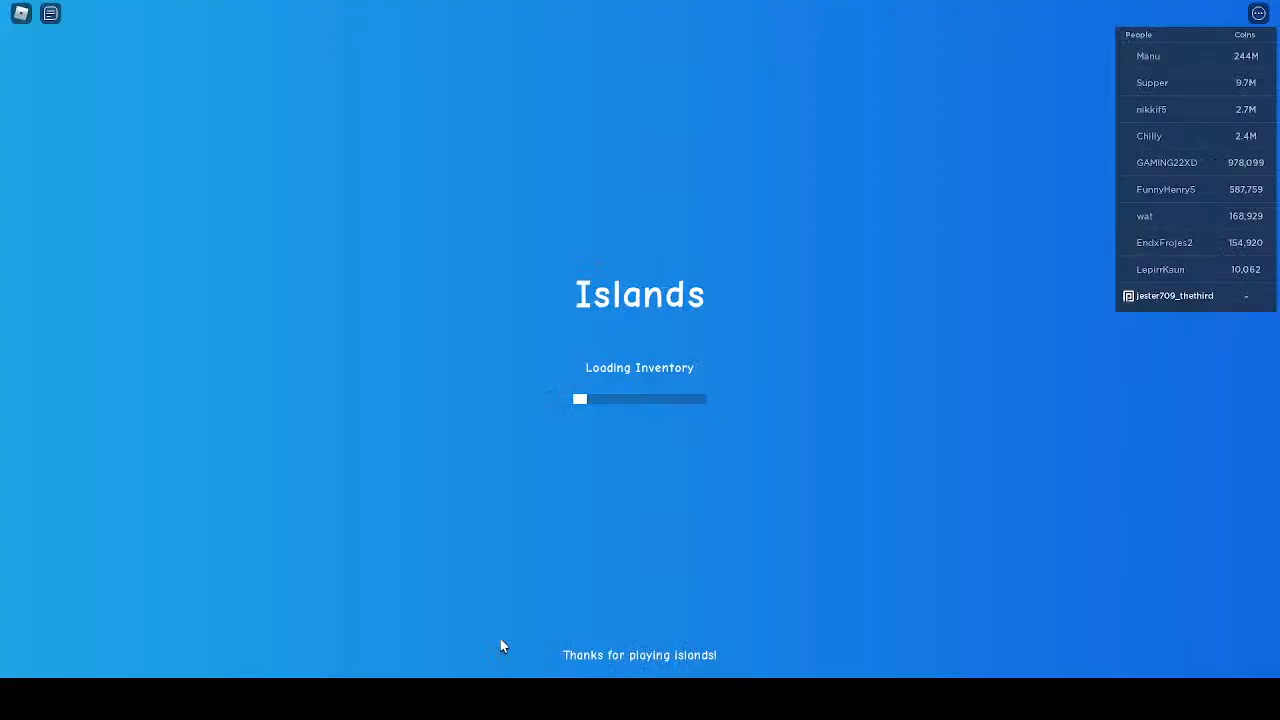 People Coins
Manu 244M
Supper 9.7M
nikkif5 2.7M
Chilly 2.4M
GAMING22XD 978,099
FunnyHenry5 587,759
wat 168,929
EndxFrojes2 154,920
LepirrKaun 10,062
jester709_thethird -
Islands
Loading Inventory
Thanks for playing islands!